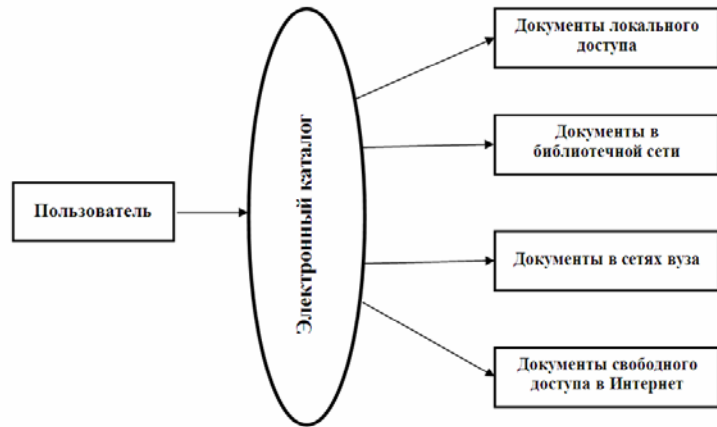 Пользователь
Электронный каталог
Документы локального
доступа
Документы в
библиотечной сети
Документы в сетях вуза
Документы свободного
доступа в Интернет